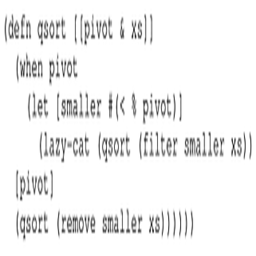 (defn qsort [[pivot & xs]]
(when pivot
(let [smaller #(< % pivot)]
(lazy-cat (qsort (filter smaller xs))
[pivot]
(qsort (remove smaller xs))))))